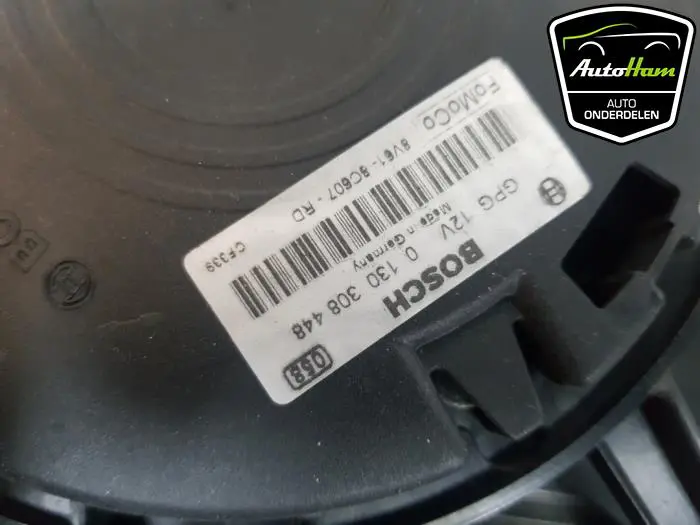 AutoHam
AUTO
ONDERDELEN
FoMoCo 8V61-8C607-RD
CF339
GPG 12V 0 130 308 448
Made in Germany
BOSCH
058